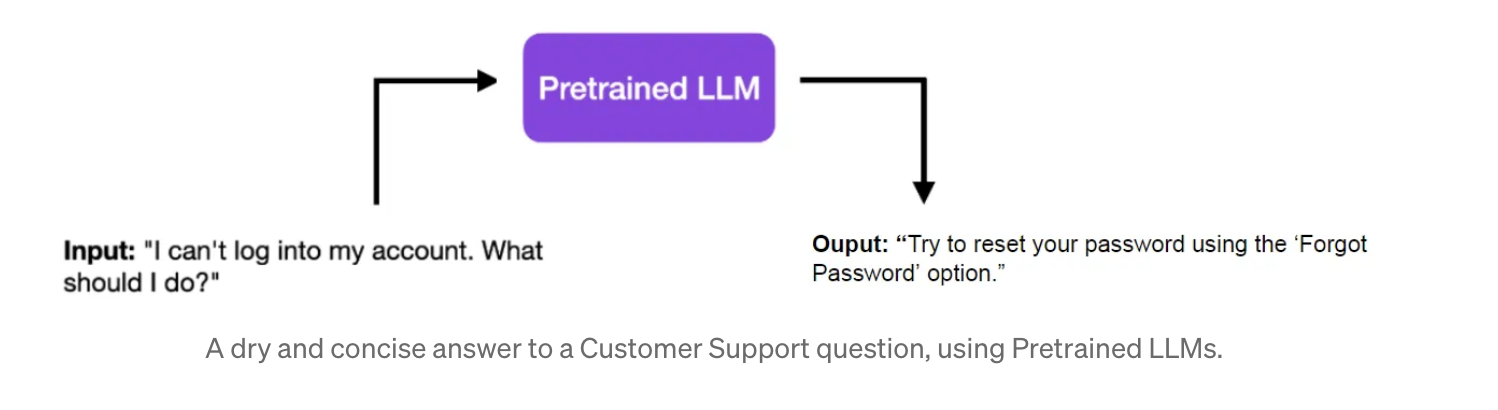 Pretrained LLM
Input: "I can't log into my account. What
should I do?"
Ouput: “Try to reset your password using the ‘Forgot
Password’ option.”
A dry and concise answer to a Customer Support question, using Pretrained LLMs.